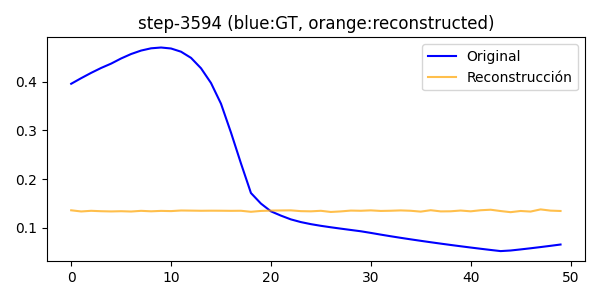 step-3594 (blue:GT, orange:reconstructed)
Original
Reconstrucción
0.4
0.3
0.2
0.1
0 10 20 30 40 50